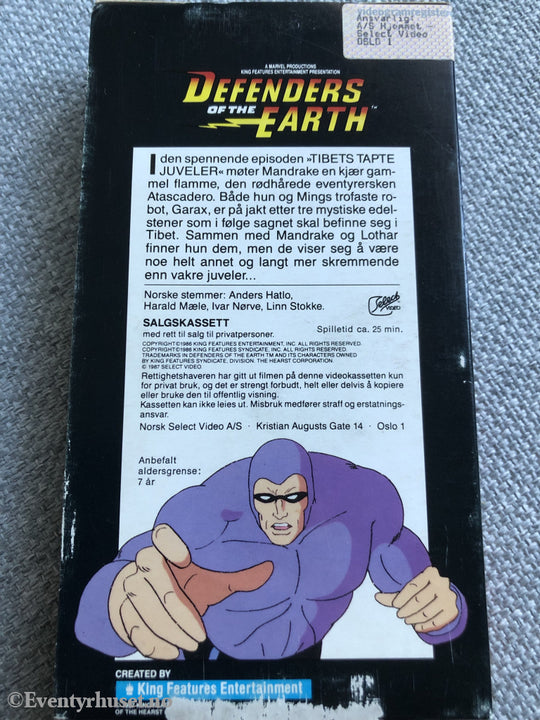 videogramregister
Ansvarlig:
A/S Hjemmet -
Select Video
OSLO 1
A MARVEL PRODUCTIONS
KING FEATURES ENTERTAINMENT PRESENTATION
DEFENDERS
OF THE
EARTH™
I den spennende episoden »TIBETS TAPTE
JUVELER« møter Mandrake en kjær gam-
mel flamme, den rødhårede eventyrersken
Atascadero. Både hun og Mings trofaste ro-
bot, Garax, er på jakt etter tre mystiske edel-
stener som i følge sagnet skal befinne seg i
Tibet. Sammen med Mandrake og Lothar
finner hun dem, men de viser seg å være
noe helt annet og langt mer skremmende
enn vakre juveler...
Norske stemmer: Anders Hatlo,
Harald Mæle, Ivar Nørve, Linn Stokke.
Select
VIDEO
SALGSKASSETT
med rett til salg til privatpersoner.
Spilletid ca. 25 min.
COPYRIGHT©1986 KING FEATURES ENTERTAINMENT, INC. ALL RIGHTS RESERVED.
COPYRIGHT©1986 KING FEATURES SYNDICATE, INC. ALL RIGHTS RESERVED.
TRADEMARKS IN DEFENDERS OF THE EARTH TM AND ITS CHARACTERS OWNED
BY KING FEATURES SYNDICATE, DIVISION. THE HEARST CORPORATION.
© 1987 SELECT VIDEO
Rettighetshaveren har gitt ut filmen på denne videokassetten kun
for privat bruk, og det er strengt forbudt, helt eller delvis å kopiere
eller bruke den til offentlig visning.
Kassetten kan ikke leies ut. Misbruk medfører straff og erstatnings-
ansvar.
Norsk Select Video A/S · Kristian Augusts Gate 14 · Oslo 1
Anbefalt
aldersgrense:
7 år
CREATED BY
King Features Entertainment
OF THE HEARST
©Eventyrhuset.no